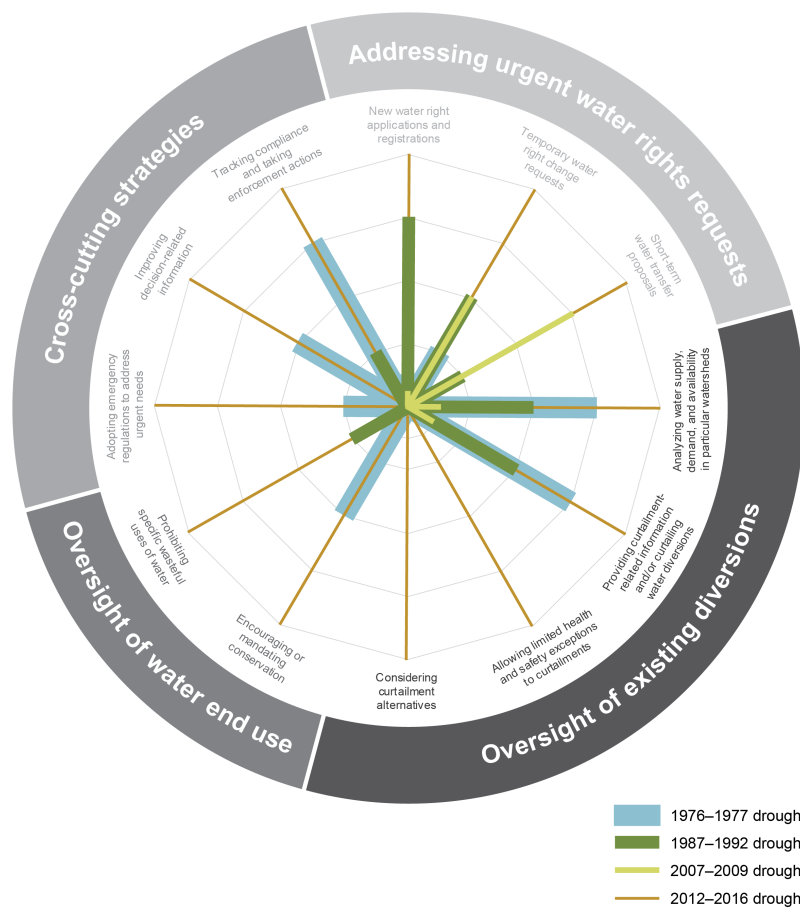 Addressing urgent water rights requests
Cross-cutting strategies
New water right
applications and
registrations
Temporary water
right change
requests
Short-term
water transfer
proposals
Tracking compliance
and taking
enforcement actions
Improving
decision-related
information
Adopting emergency
regulations to address
urgent needs
Analyzing water supply,
demand, and availability
in particular watersheds
Providing curtailment-
related information
and/or curtailing
water diversions
Prohibiting
specific wasteful
uses of water
Encouraging or
mandating
conservation
Considering
curtailment
alternatives
Allowing limited health
and safety exceptions
to curtailments
Oversight of water end use
Oversight of existing diversions
1976–1977 drough
1987–1992 drough
2007–2009 drough
2012–2016 drough